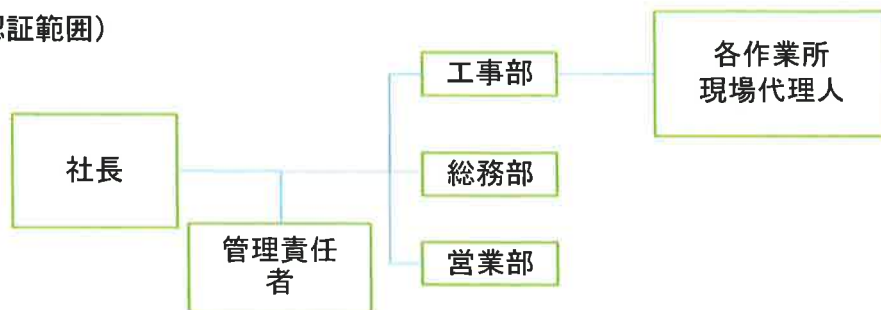 認証範囲）
工事部
各作業所
現場代理人
社長
総務部
管理責任
者
営業部